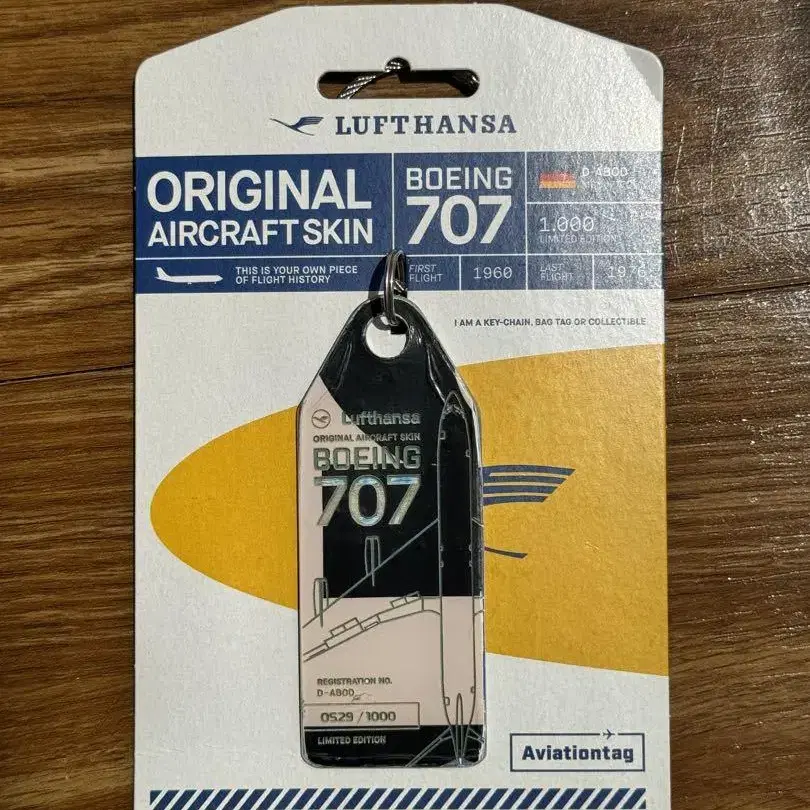 LUFTHANSA
ORIGINAL
AIRCRAFT SKIN
BOEING
707
D-ABOD
1.000
LIMITED EDITION
THIS IS YOUR OWN PIECE
OF FLIGHT HISTORY
FIRST
FLIGHT
1960
LAST
FLIGHT
1976
I AM A KEY-CHAIN, BAG TAG OR COLLECTIBLE
Lufthansa
ORIGINAL AIRCRAFT SKIN
BOEING
707
REGISTRATION NO.
D-ABOD
0529 / 1000
LIMITED EDITION
Aviationtag